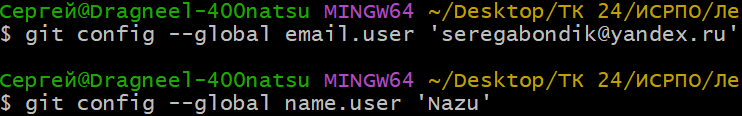 Сергей@Dragneel-400natsu MINGW64 ~/Desktop/ТК 24/ИСРПО/Ле
$ git config --global email.user 'seregabondik@yandex.ru'
Сергей@Dragneel-400natsu MINGW64 ~/Desktop/ТК 24/ИСРПО/Ле
$ git config --global name.user 'Nazu'